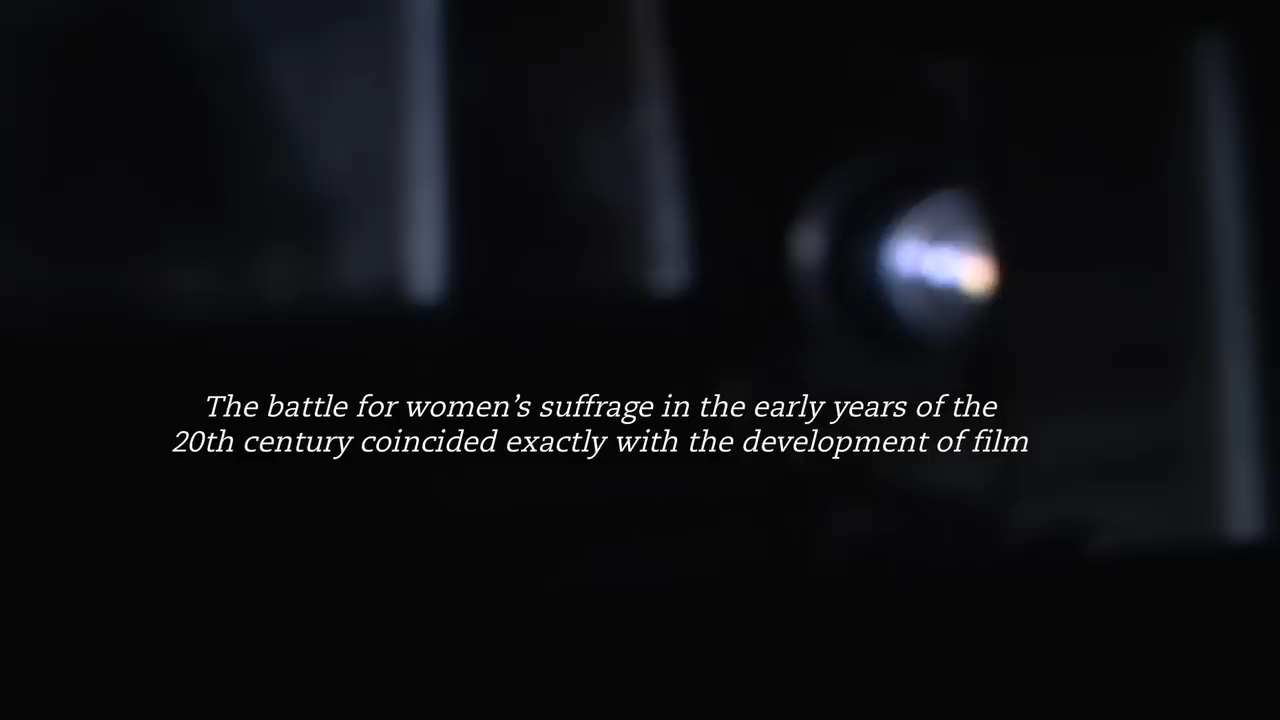 The battle for women’s suffrage in the early years of the
20th century coincided exactly with the development of film